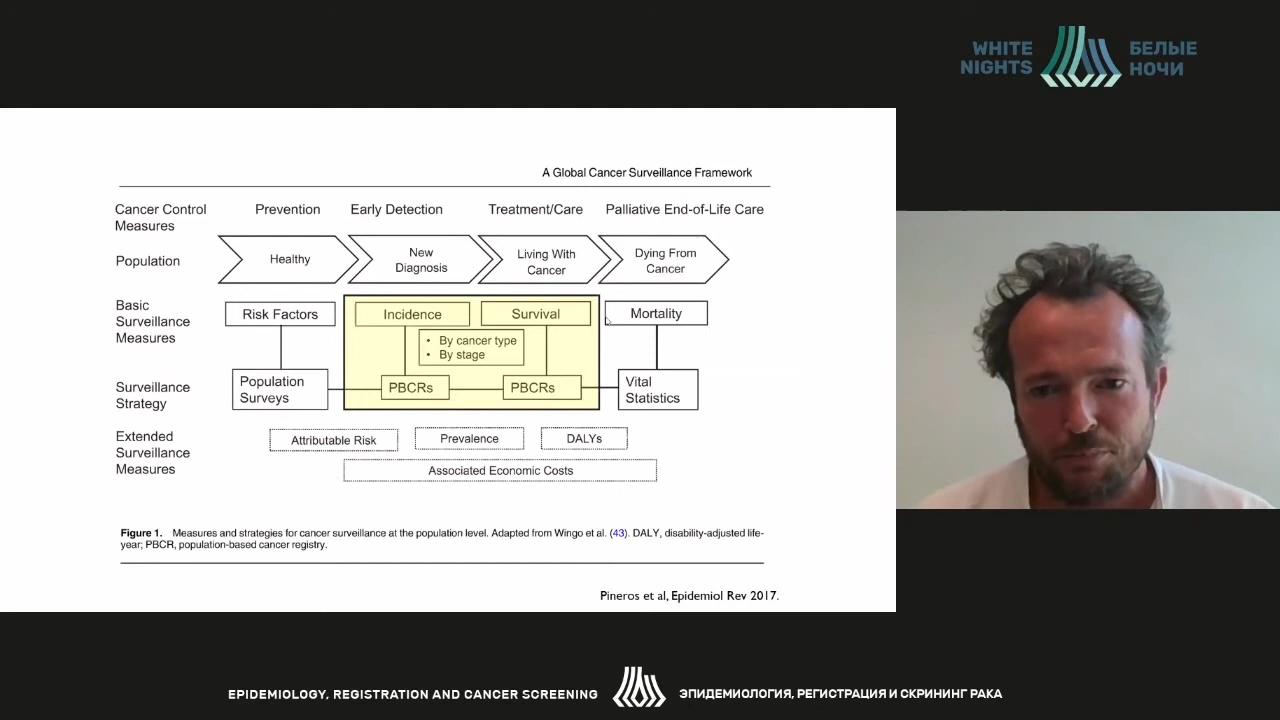 WHITE
NIGHTS
БЕЛЫЕ
НОЧИ
A Global Cancer Surveillance Framework
Cancer Control
Measures
Prevention
Early Detection
Treatment/Care
Palliative End-of-Life Care
Population
Healthy
New
Diagnosis
Living With
Cancer
Dying From
Cancer
Basic
Surveillance
Measures
Risk Factors
Incidence
Survival
Mortality
• By cancer type
• By stage
Surveillance
Strategy
Population
Surveys
PBCRs
PBCRs
Vital
Statistics
Extended
Surveillance
Measures
Attributable Risk
Prevalence
DALYs
Associated Economic Costs
Figure 1. Measures and strategies for cancer surveillance at the population level. Adapted from Wingo et al. (43). DALY, disability-adjusted life-
year; PBCR, population-based cancer registry.
Pineros et al, Epidemiol Rev 2017.
EPIDEMIOLOGY, REGISTRATION AND CANCER SCREENING
ЭПИДЕМИОЛОГИЯ, РЕГИСТРАЦИЯ И СКРИНИНГ РАКА